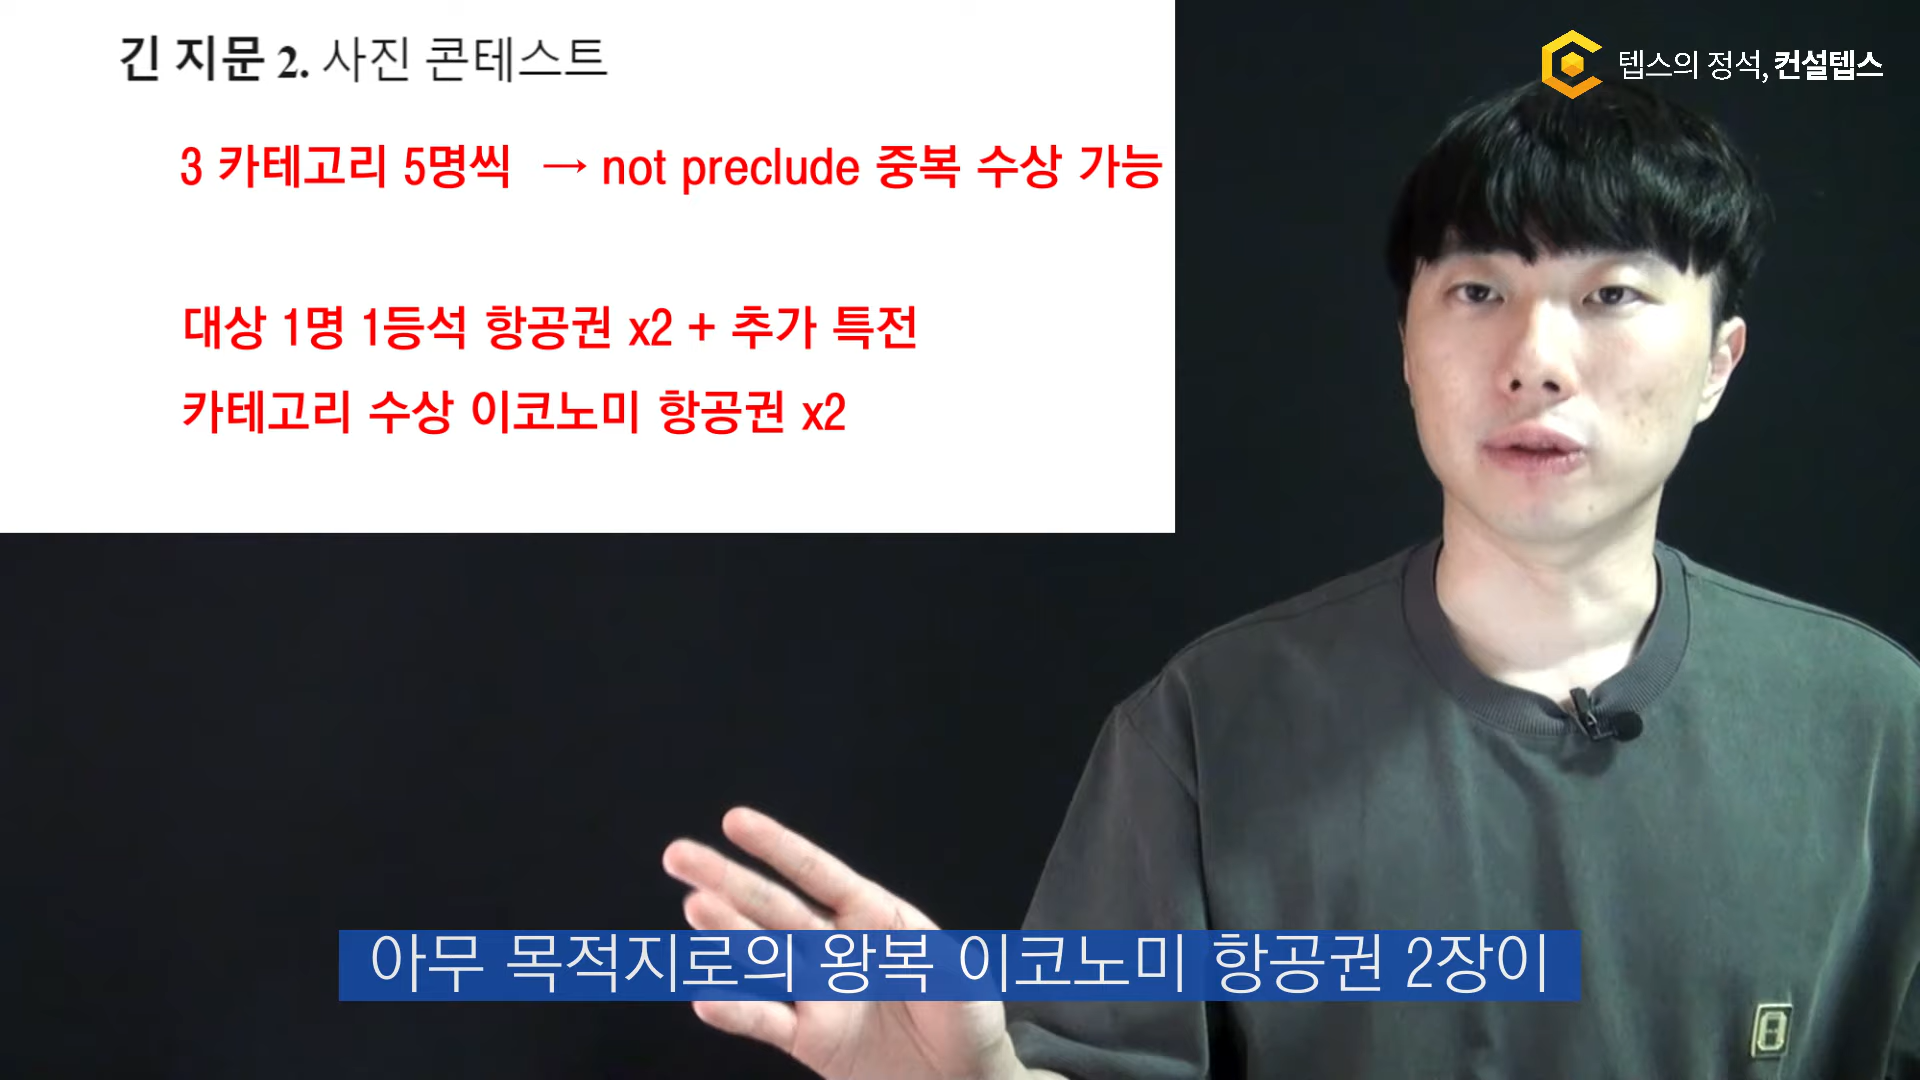 긴 지문 2. 사진 콘테스트
텝스의 정석, 컨설텝스
3 카테고리 5명씩 → not preclude 중복 수상 가능
대상 1명 1등석 항공권 x2 + 추가 특전
카테고리 수상 이코노미 항공권 x2
아무 목적지로의 왕복 이코노미 항공권 2장이